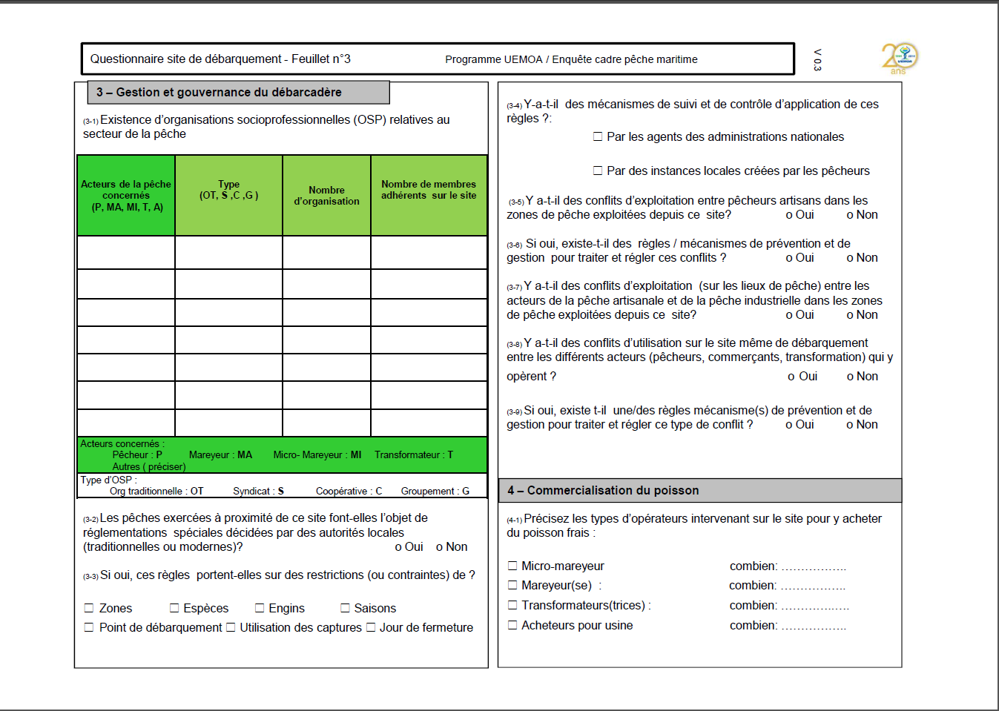 Questionnaire site de débarquement - Feuillet n°3 Programme UEMOA / Enquête cadre pêche maritime
V 0.3
20
UEMOA
ans
3 – Gestion et gouvernance du débarcadère
(3-1) Existence d'organisations socioprofessionnelles (OSP) relatives au
secteur de la pêche
Acteurs de la pêche
concernés
(P, MA, MI, T, A)
Type
(OT, S ,C ,G )
Nombre
d'organisation
Nombre de membres
adhérents sur le site
Acteurs concernés :
Pêcheur : P Mareyeur : MA Micro- Mareyeur : MI Transformateur : T
Autres ( préciser)
Type d'OSP :
Org traditionnelle : OT Syndicat : S Coopérative : C Groupement : G
(3-2) Les pêches exercées à proximité de ce site font-elles l'objet de
réglementations spéciales décidées par des autorités locales
(traditionnelles ou modernes)? o Oui o Non
(3-3) Si oui, ces règles portent-elles sur des restrictions (ou contraintes) de ?
☐ Zones ☐ Espèces ☐ Engins ☐ Saisons
☐ Point de débarquement ☐ Utilisation des captures ☐ Jour de fermeture
(3-4) Y-a-t-il des mécanismes de suivi et de contrôle d'application de ces
règles ?:
☐ Par les agents des administrations nationales
☐ Par des instances locales créées par les pêcheurs
(3-5) Y a-t-il des conflits d'exploitation entre pêcheurs artisans dans les
zones de pêche exploitées depuis ce site? o Oui o Non
(3-6) Si oui, existe-t-il des règles / mécanismes de prévention et de
gestion pour traiter et régler ces conflits ? o Oui o Non
(3-7) Y a-t-il des conflits d'exploitation (sur les lieux de pêche) entre les
acteurs de la pêche artisanale et de la pêche industrielle dans les zones
de pêche exploitées depuis ce site? o Oui o Non
(3-8) Y a-t-il des conflits d'utilisation sur le site même de débarquement
entre les différents acteurs (pêcheurs, commerçants, transformation) qui y
opèrent ? o Oui o Non
(3-9) Si oui, existe t-il une/des règles mécanisme(s) de prévention et de
gestion pour traiter et régler ce type de conflit ? o Oui o Non
4 – Commercialisation du poisson
(4-1) Précisez les types d'opérateurs intervenant sur le site pour y acheter
du poisson frais :
☐ Micro-mareyeur combien: ……………..
☐ Mareyeur(se) : combien: ……………..
☐ Transformateurs(trices) : combien: ……………….
☐ Acheteurs pour usine combien: ……………..